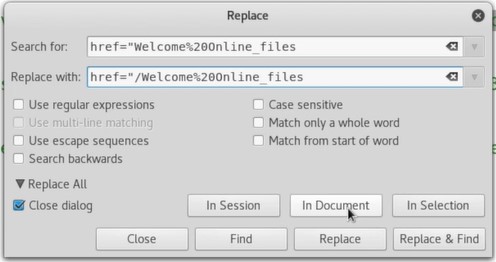 Replace
Search for: href="Welcome%20Online_files
Replace with: href="/Welcome%20Online_files
Use regular expressions Case sensitive
Use multi-line matching Match only a whole word
Use escape sequences Match from start of word
Search backwards
Replace All
Close dialog In Session In Document In Selection
Close Find Replace Replace & Find